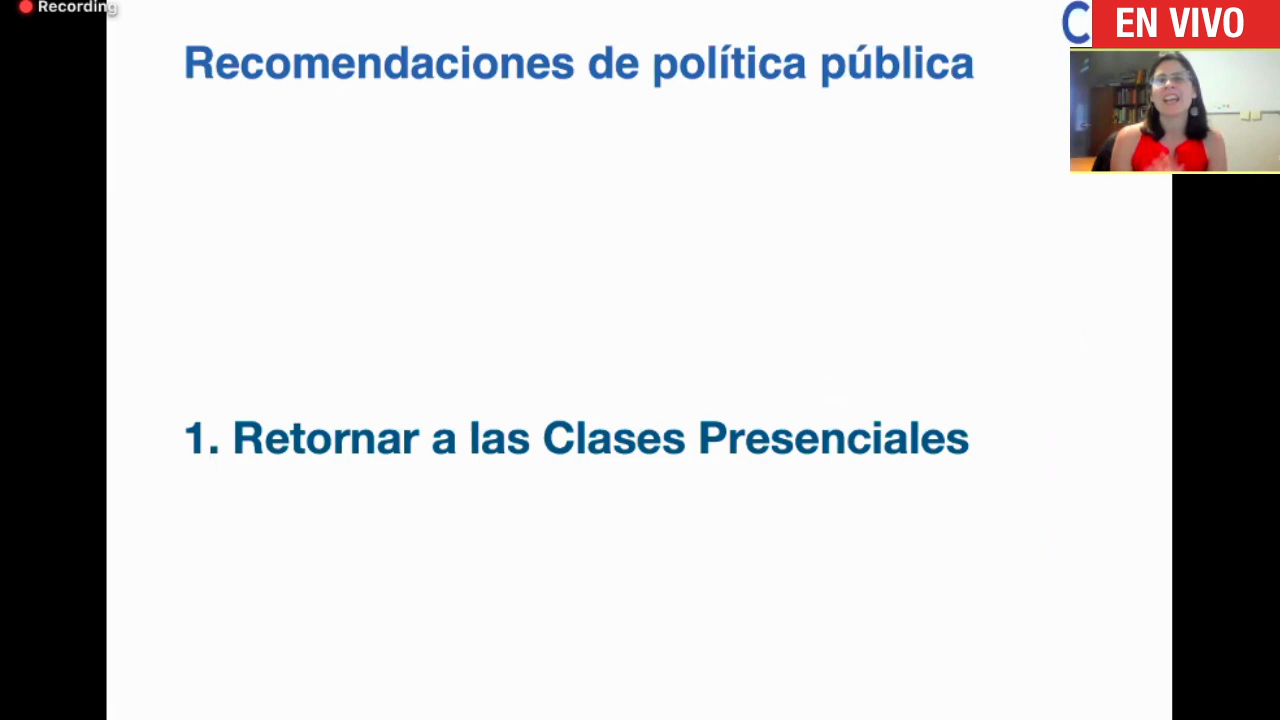 Recording
C EN VIVO
Recomendaciones de política pública
1. Retornar a las Clases Presenciales